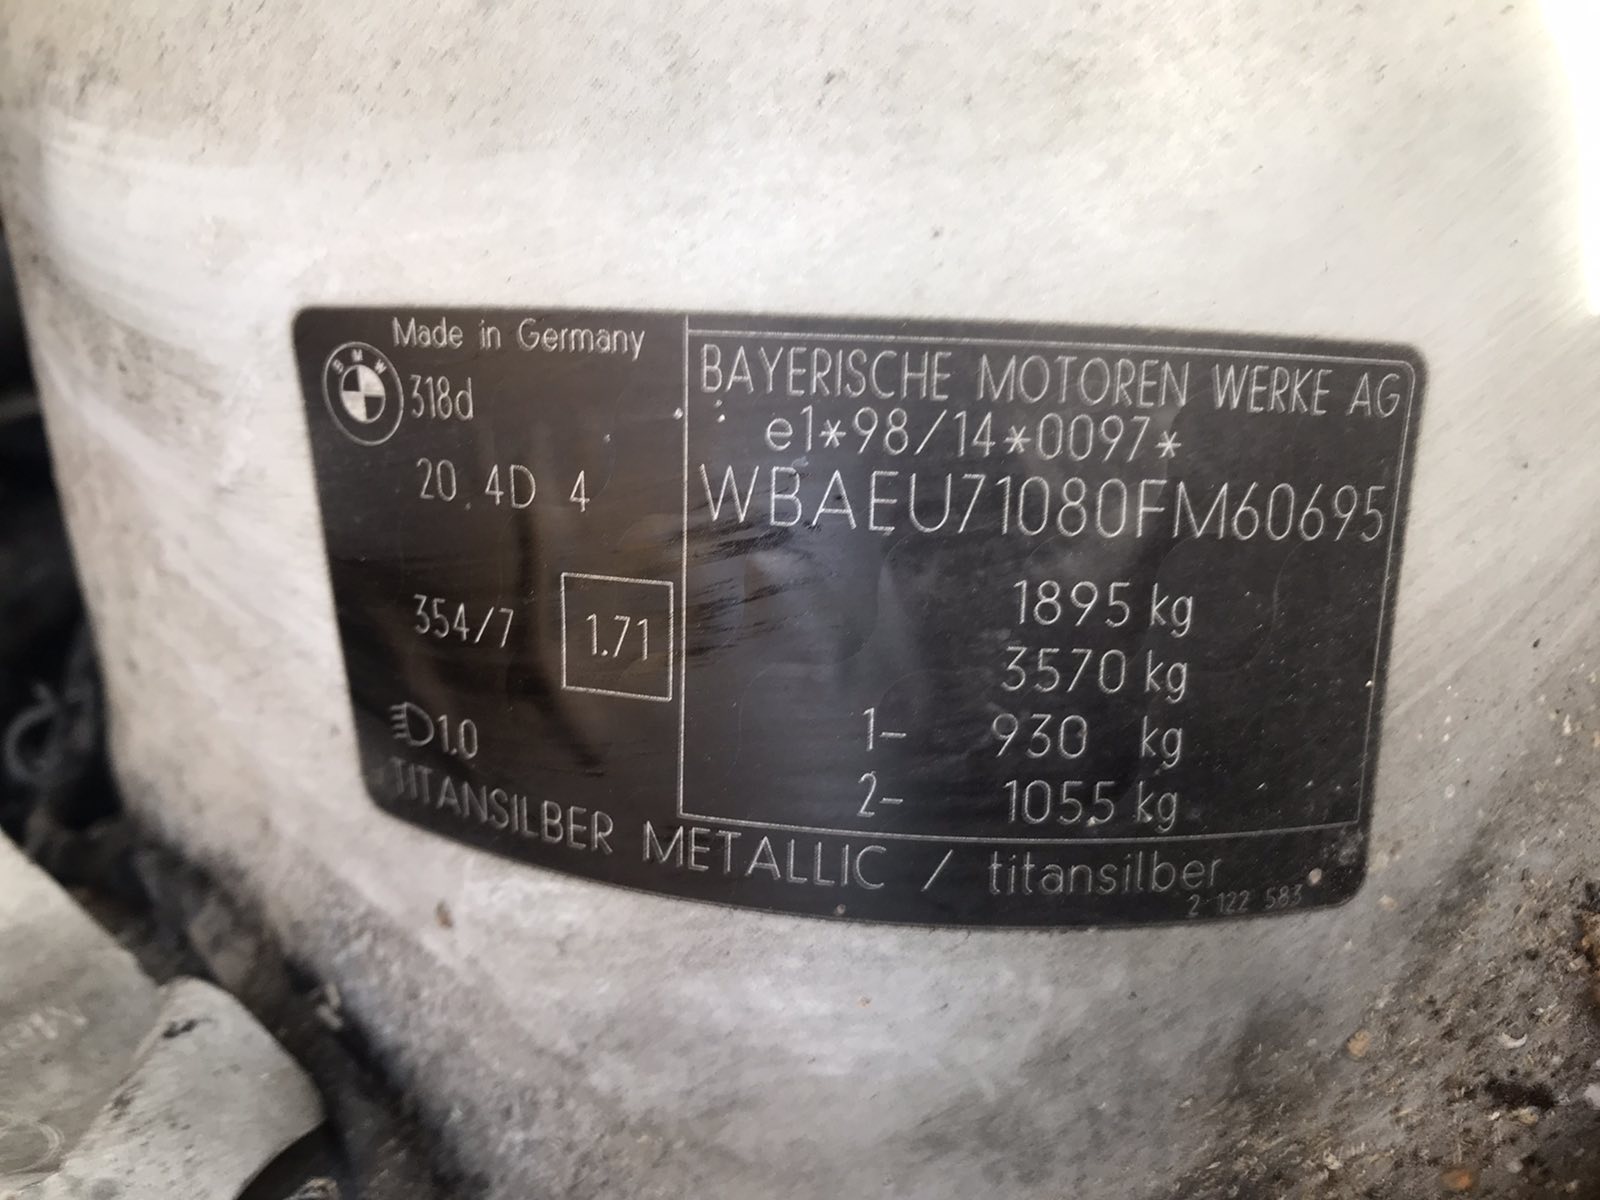 Made in Germany
BMW
318d
20 4D 4
354/7
1.71
1.0
BAYERISCHE MOTOREN WERKE AG
e1*98/14*0097*
WBAEU71080FM60695
1895 kg
3570 kg
1- 930 kg
2- 1055 kg
TITANSILBER METALLIC / titansilber
2 122 583